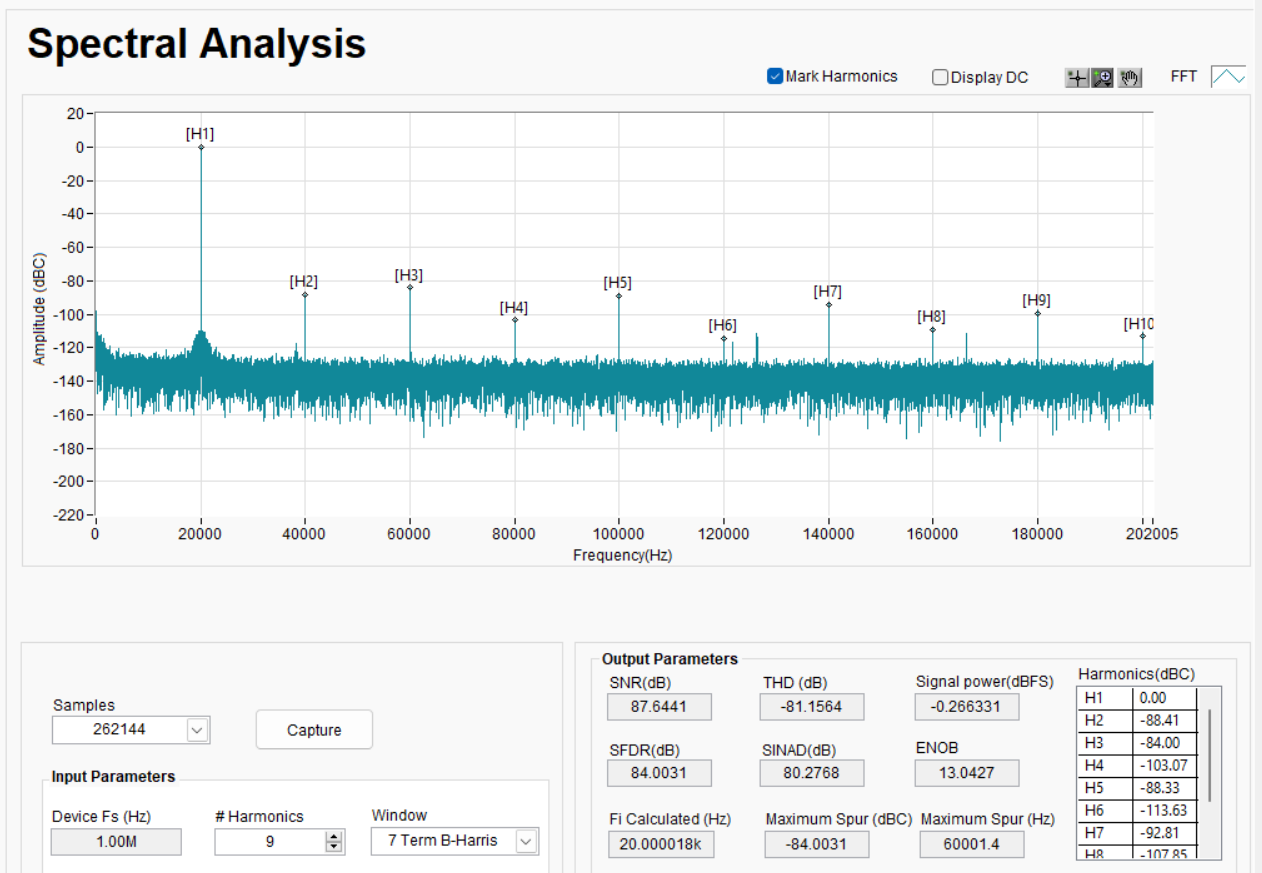 Spectral Analysis
Mark Harmonics Display DC FFT
20
0
-20
-40
-60
-80
-100
-120
-140
-160
-180
-200
-220
Amplitude (dBC)
[H1]
[H2]
[H3]
[H4]
[H5]
[H6]
[H7]
[H8]
[H9]
[H10
0 20000 40000 60000 80000 100000 120000 140000 160000 180000 202005
Frequency(Hz)
Samples
262144
Capture
Input Parameters
Device Fs (Hz) # Harmonics Window
1.00M 9 7 Term B-Harris
Output Parameters
SNR(dB) THD (dB) Signal power(dBFS)
87.6441 -81.1564 -0.266331
SFDR(dB) SINAD(dB) ENOB
84.0031 80.2768 13.0427
Fi Calculated (Hz) Maximum Spur (dBC) Maximum Spur (Hz)
20.000018k -84.0031 60001.4
Harmonics(dBC)
H1 0.00
H2 -88.41
H3 -84.00
H4 -103.07
H5 -88.33
H6 -113.63
H7 -92.81
H8 -107.85